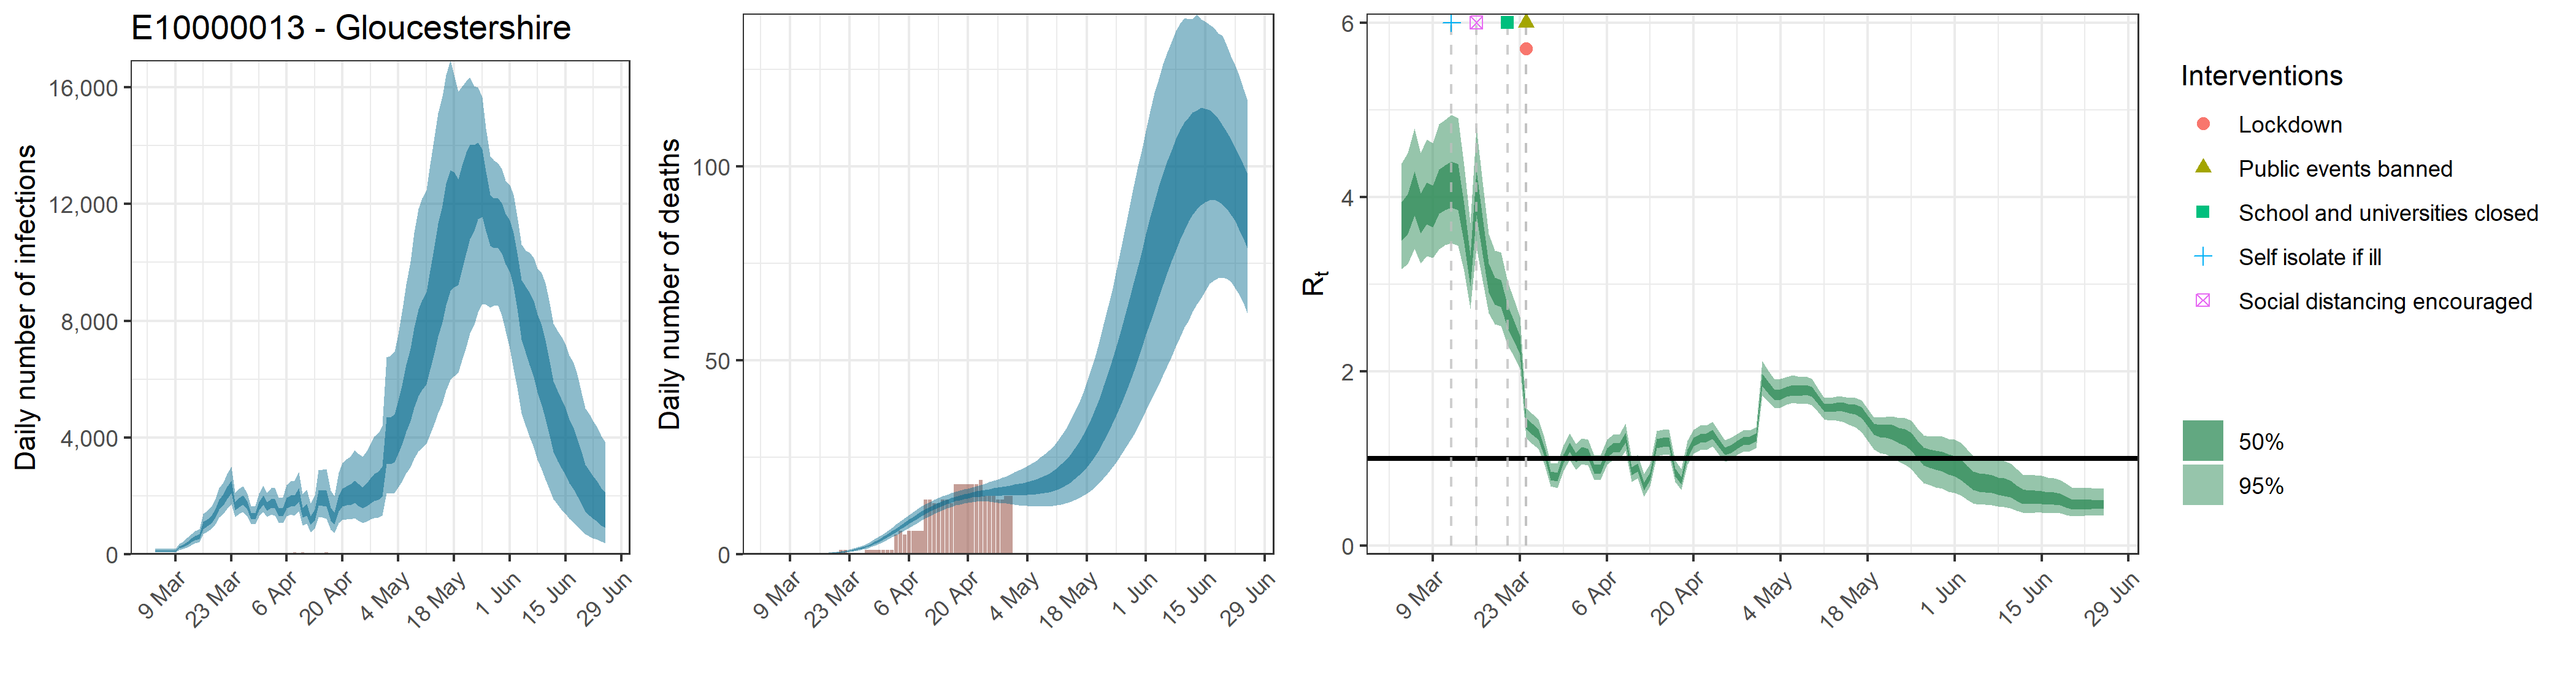 E10000013 - Gloucestershire
Daily number of infections
16,000
12,000
8,000
4,000
0
9 Mar
23 Mar
6 Apr
20 Apr
4 May
18 May
1 Jun
15 Jun
29 Jun
Daily number of deaths
100
50
0
9 Mar
23 Mar
6 Apr
20 Apr
4 May
18 May
1 Jun
15 Jun
29 Jun
Rt
6
4
2
0
9 Mar
23 Mar
6 Apr
20 Apr
4 May
18 May
1 Jun
15 Jun
29 Jun
Interventions
Lockdown
Public events banned
School and universities closed
Self isolate if ill
Social distancing encouraged
50%
95%